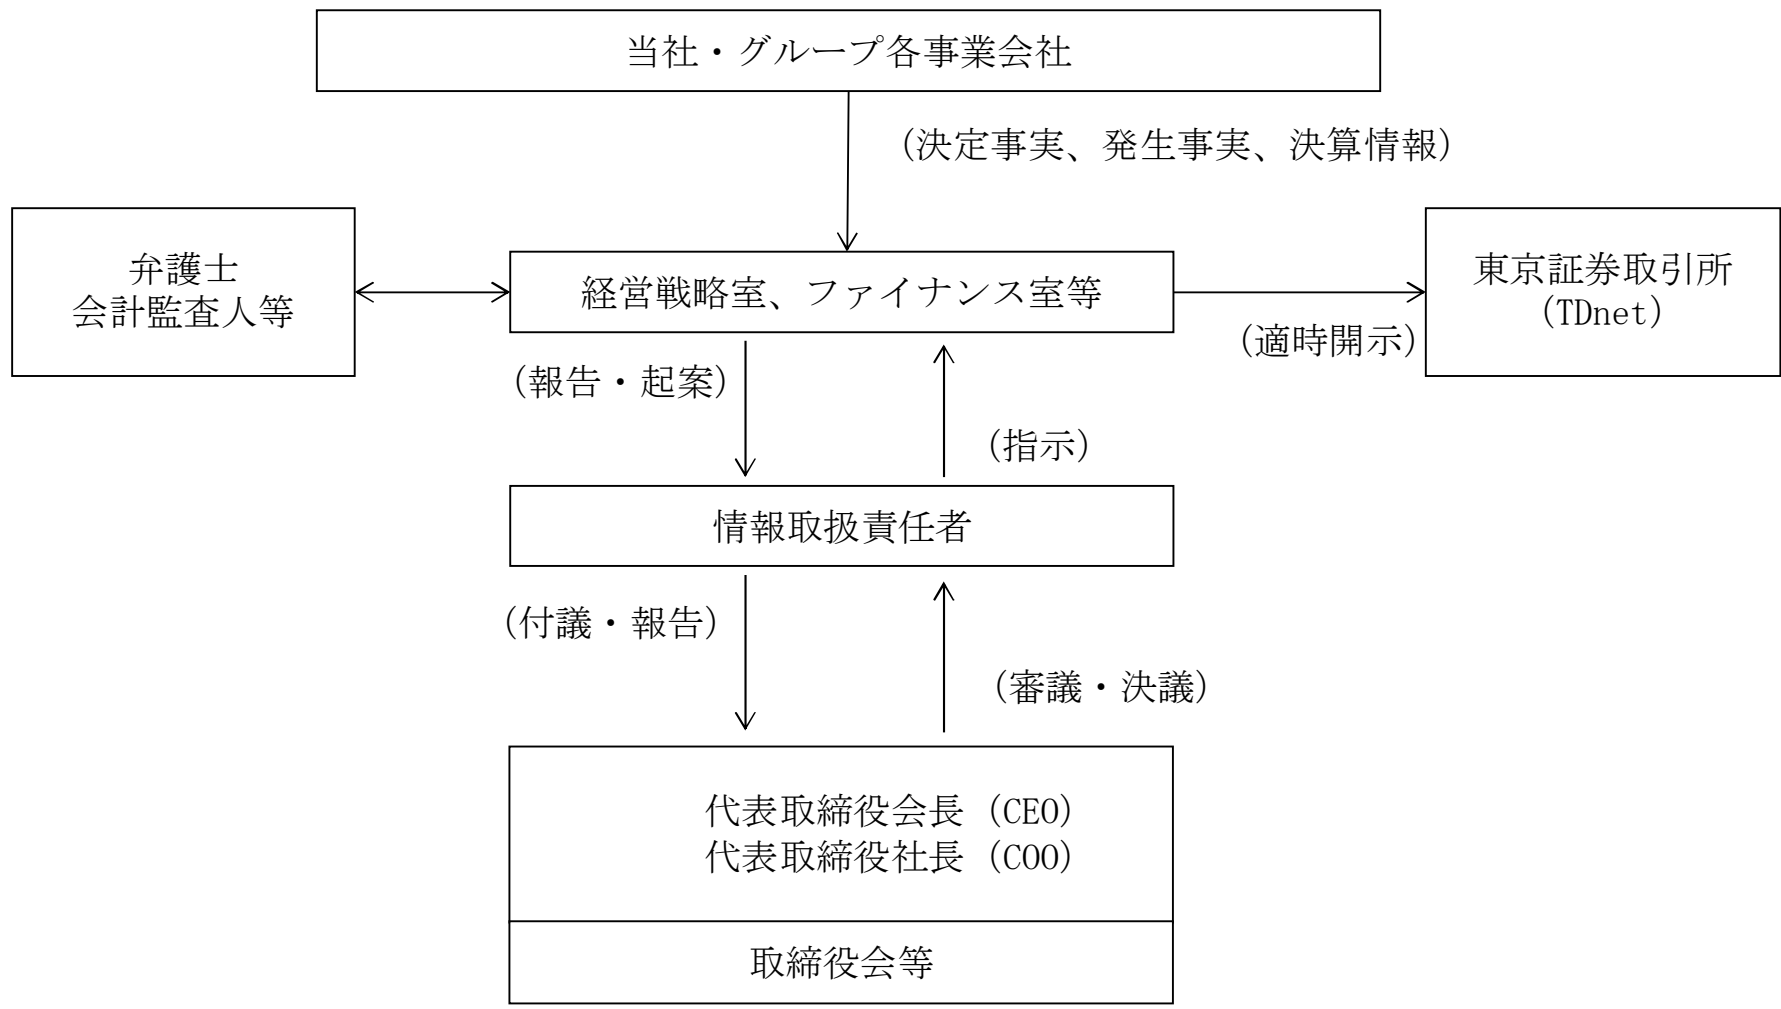 当社・グループ各事業会社
(決定事実、発生事実、決算情報)
弁護士
会計監査人等
経営戦略室、ファイナンス室等
東京証券取引所
(TDnet)
(適時開示)
(報告・起案)
(指示)
情報取扱責任者
(付議・報告)
(審議・決議)
代表取締役会長 (CEO)
代表取締役社長 (COO)
取締役会等